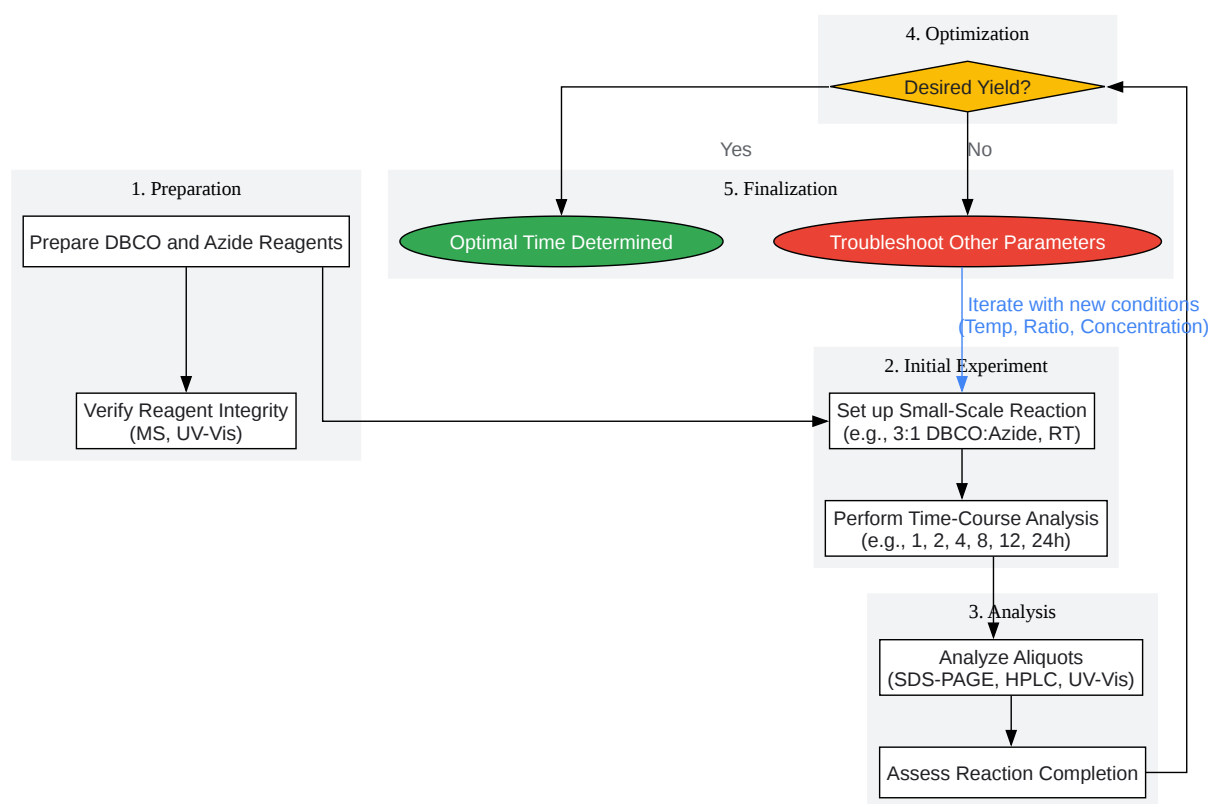 4. Optimization
Desired Yield?
Yes
No
1. Preparation
Prepare DBCO and Azide Reagents
Verify Reagent Integrity
(MS, UV-Vis)
5. Finalization
Optimal Time Determined
Troubleshoot Other Parameters
Iterate with new conditions
(Temp, Ratio, Concentration)
2. Initial Experiment
Set up Small-Scale Reaction
(e.g., 3:1 DBCO:Azide, RT)
Perform Time-Course Analysis
(e.g., 1, 2, 4, 8, 12, 24h)
3. Analysis
Analyze Aliquots
(SDS-PAGE, HPLC, UV-Vis)
Assess Reaction Completion